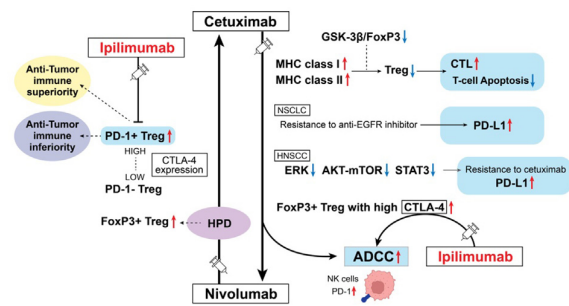 Cetuximab
Ipilimumab
Anti-Tumor
immune
superiority
Anti-Tumor
immune
inferiority
PD-1+ Treg
HIGH
CTLA-4
expression
LOW
PD-1- Treg
FoxP3+ Treg
HPD
Nivolumab
GSK-3β/FoxP3
MHC class I
MHC class II
Treg
CTL
T-cell Apoptosis
NSCLC
Resistance to anti-EGFR inhibitor
PD-L1
HNSCC
ERK AKT-mTOR STAT3
Resistance to cetuximab
PD-L1
FoxP3+ Treg with high CTLA-4
ADCC
Ipilimumab
NK cells
PD-1